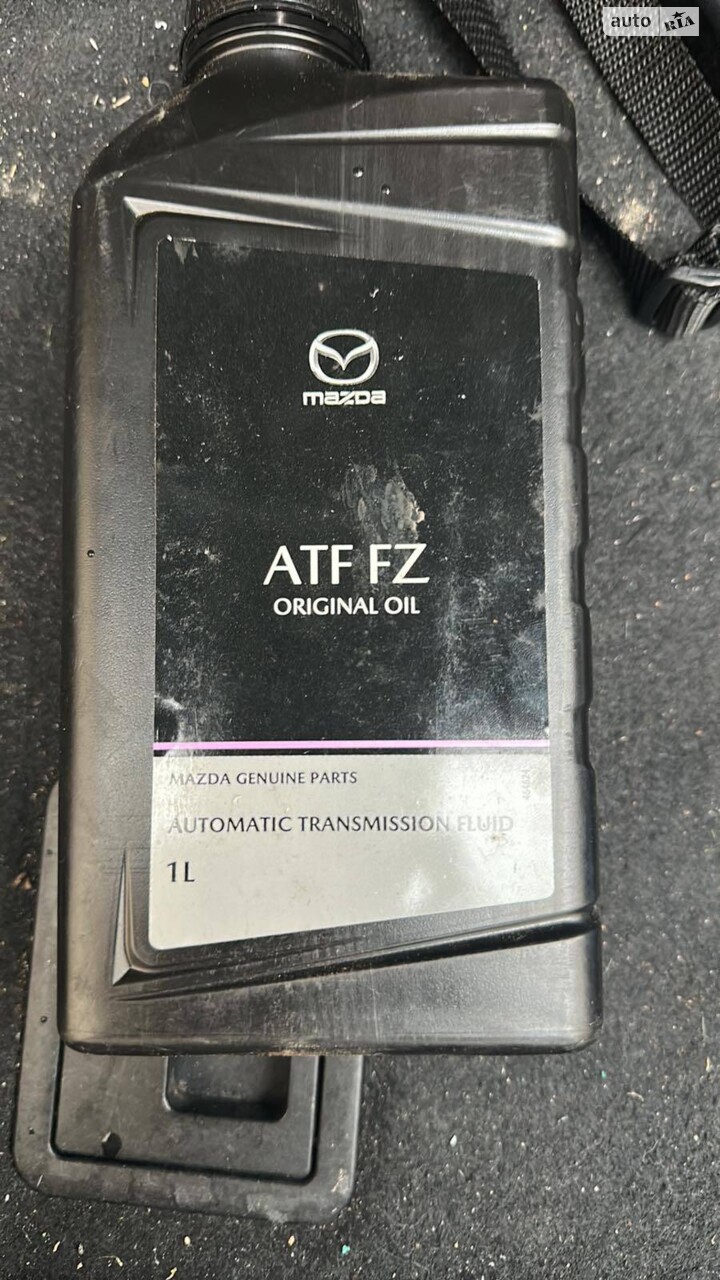 auto RIA
mazda
ATF FZ
ORIGINAL OIL
MAZDA GENUINE PARTS
AUTOMATIC TRANSMISSION FLUID
1L